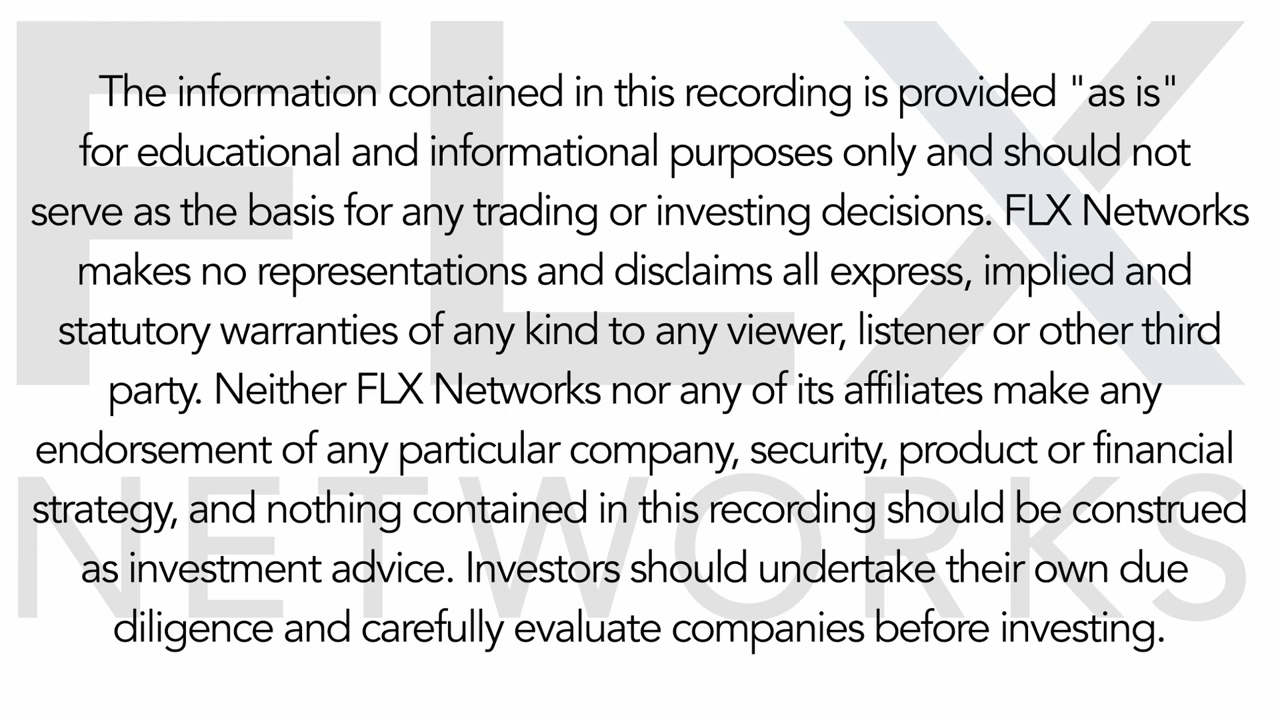 The information contained in this recording is provided "as is"
for educational and informational purposes only and should not
serve as the basis for any trading or investing decisions. FLX Networks
makes no representations and disclaims all express, implied and
statutory warranties of any kind to any viewer, listener or other third
party. Neither FLX Networks nor any of its affiliates make any
endorsement of any particular company, security, product or financial
strategy, and nothing contained in this recording should be construed
as investment advice. Investors should undertake their own due
diligence and carefully evaluate companies before investing.
FLX
NETWORKS